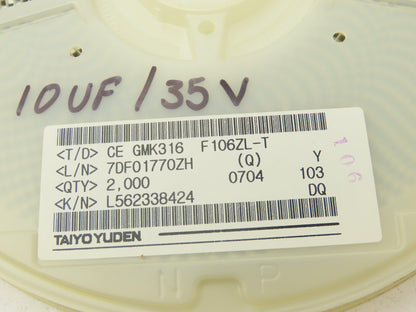 10UF/35V
<T/D> CE GMK316 F106ZL-T
<L/N> 7DF01770ZH (Q) Y
<QTY> 2,000 0704 103
<K/N> L562338424 DQ
TAIYO YUDEN
106
N P